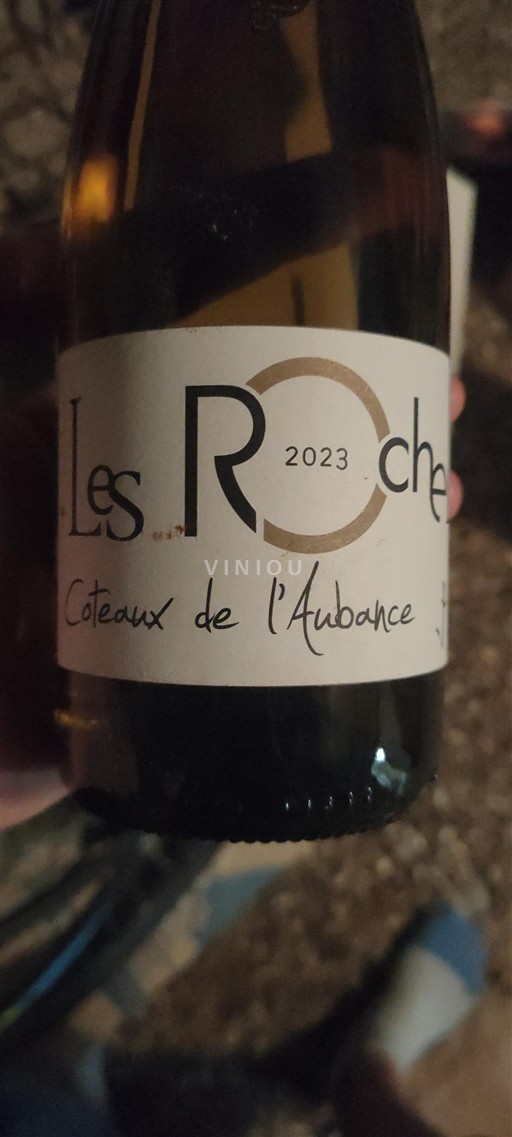 Les ROche
2023
VINIOU
Coteaux de l'Aubance